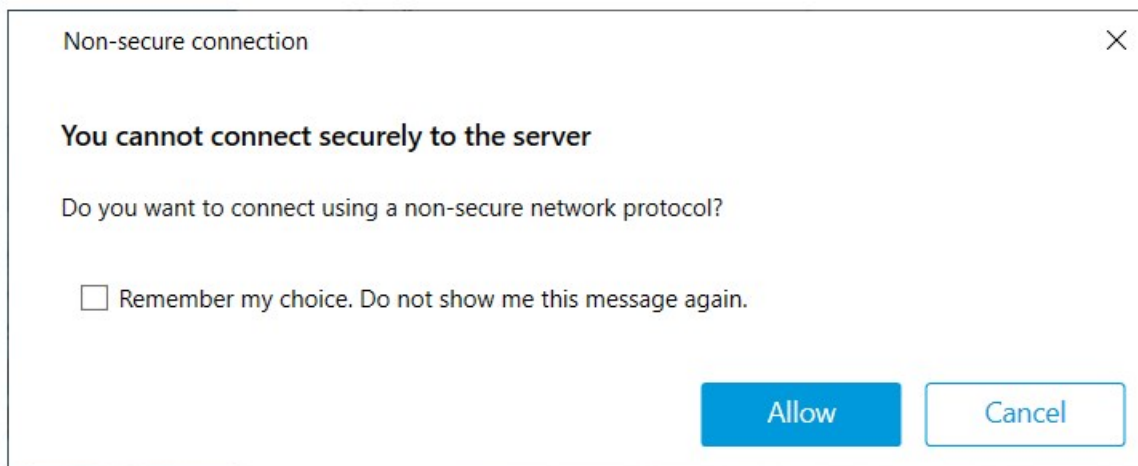 Non-secure connection
You cannot connect securely to the server
Do you want to connect using a non-secure network protocol?
Remember my choice. Do not show me this message again.
Allow
Cancel